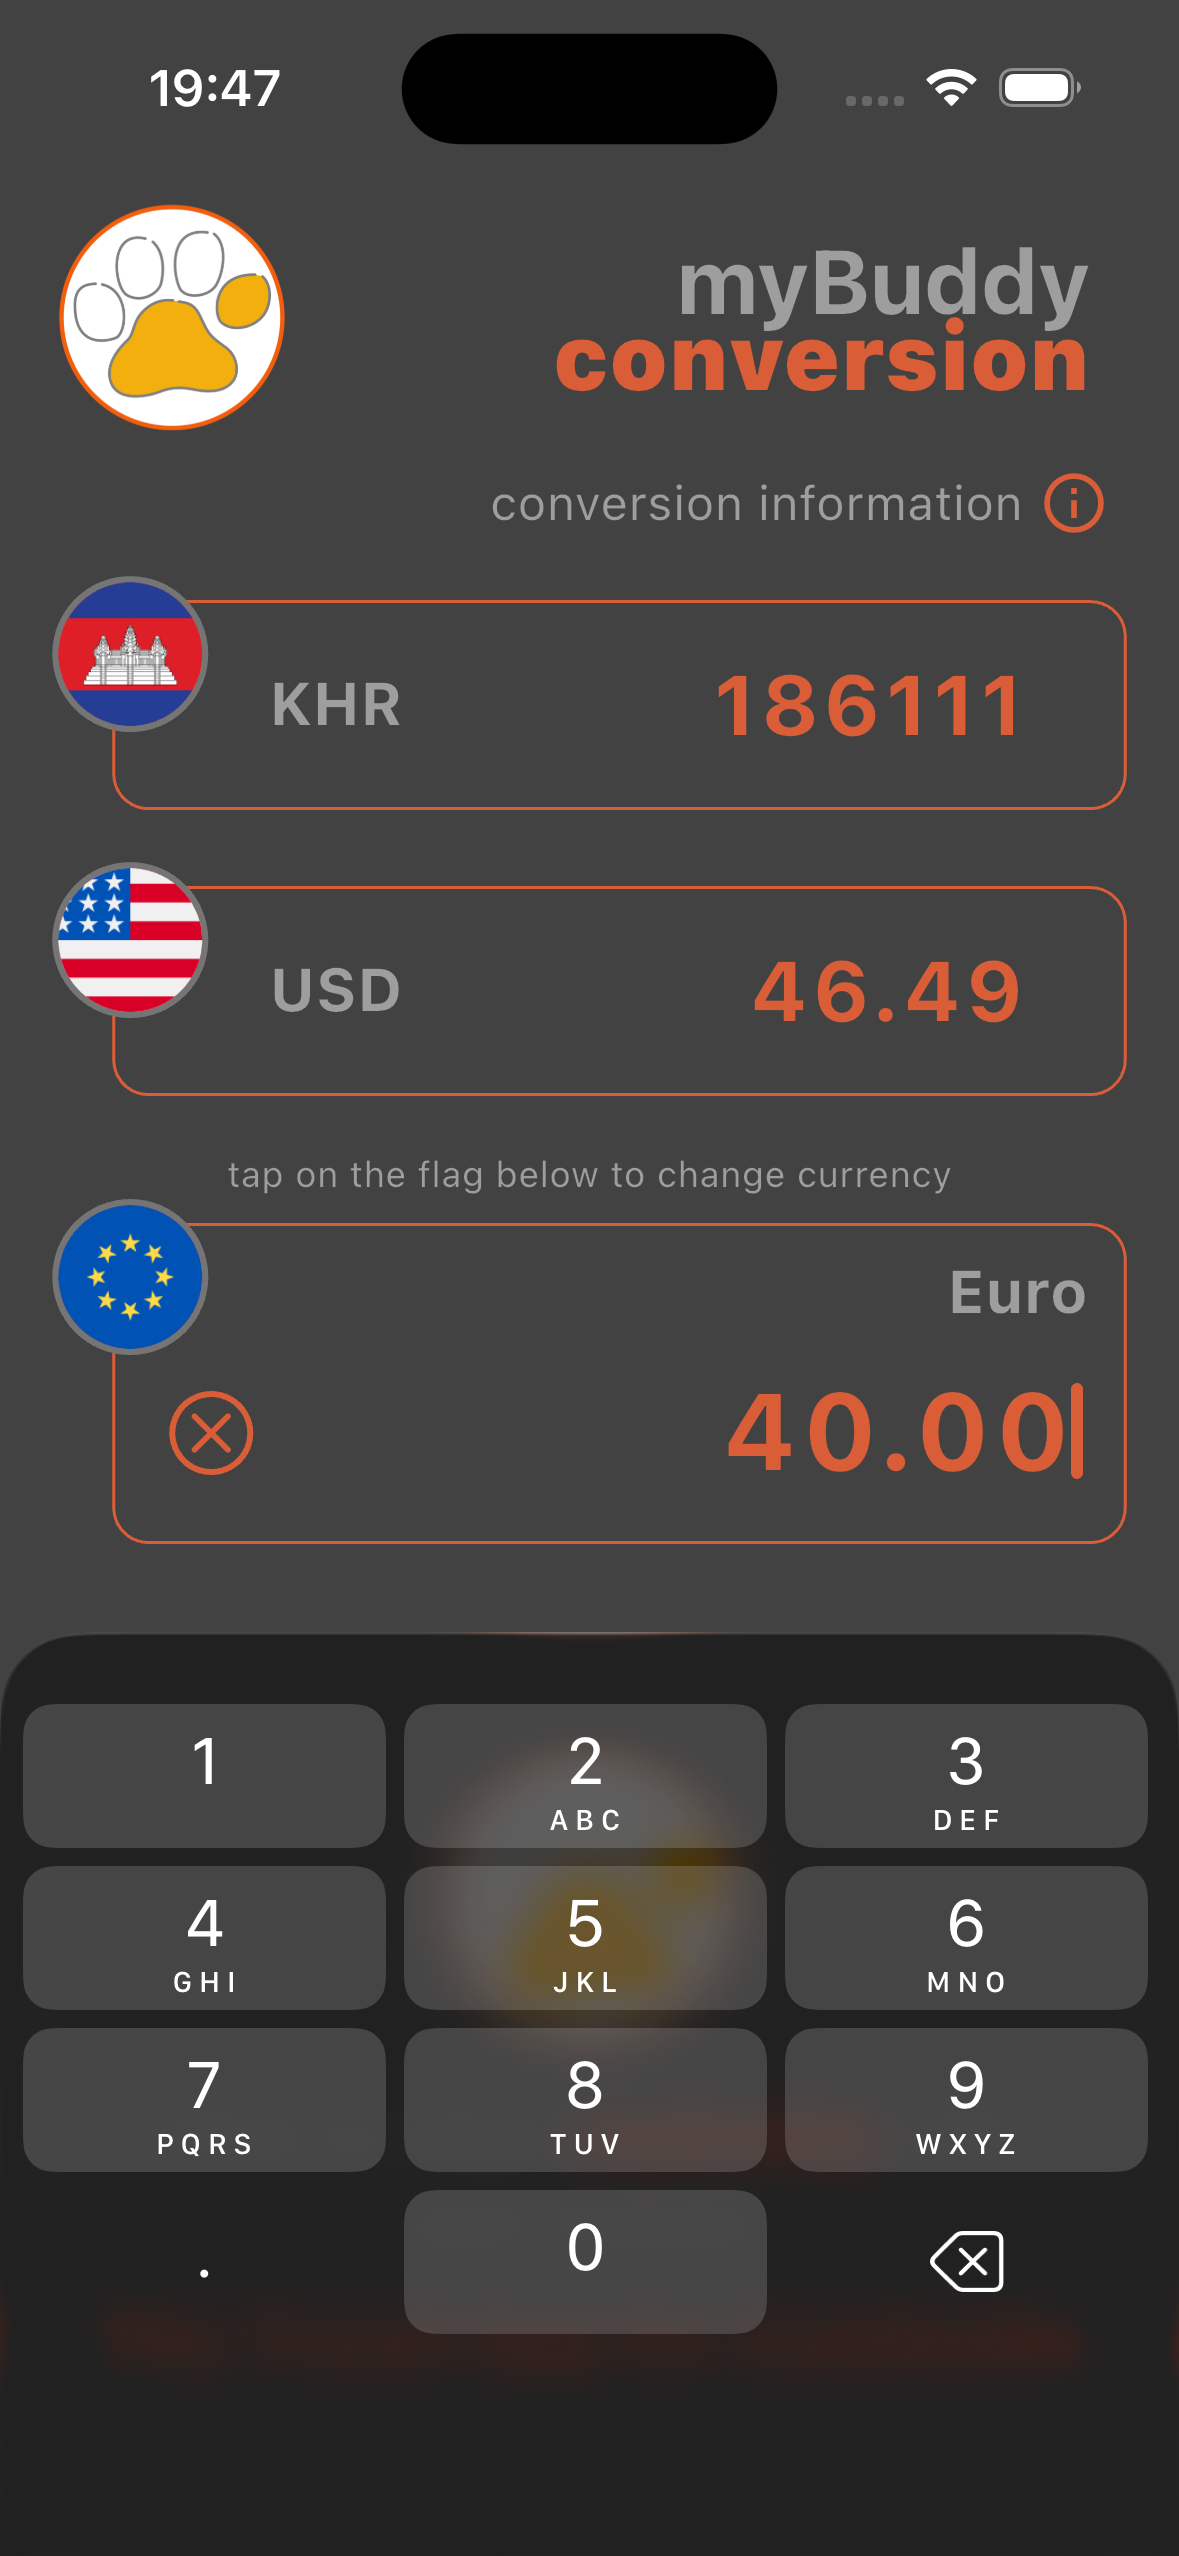 19:47
myBuddy
conversion
conversion information
KHR 186111
USD 46.49
tap on the flag below to change currency
Euro
40.00
1 2 3
ABC DEF
4 5 6
GHI JKL MNO
7 8 9
PQRS TUV WXYZ
. 0